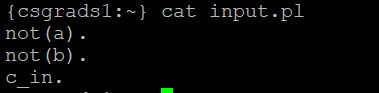 {csgrads1:~} cat input.pl
not(a).
not(b).
c_in.